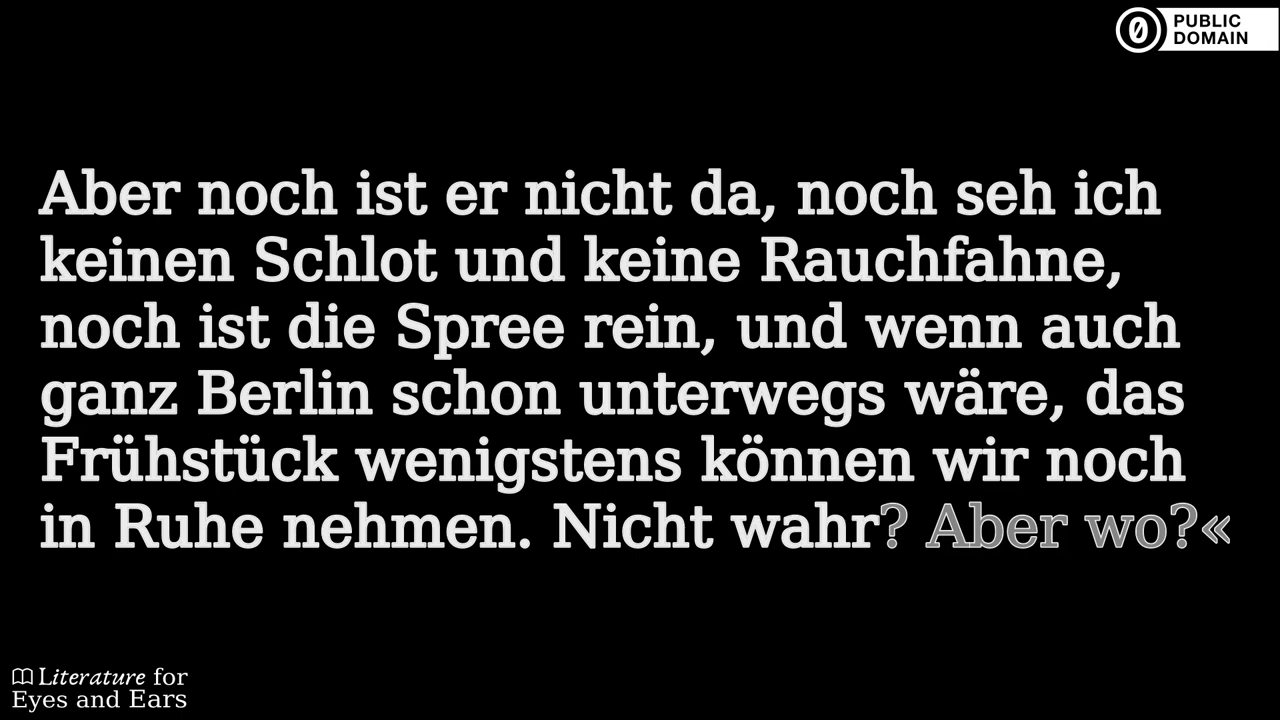 PUBLIC
DOMAIN
Aber noch ist er nicht da, noch seh ich
keinen Schlot und keine Rauchfahne,
noch ist die Spree rein, und wenn auch
ganz Berlin schon unterwegs wäre, das
Frühstück wenigstens können wir noch
in Ruhe nehmen. Nicht wahr? Aber wo?«
Literature for
Eyes and Ears